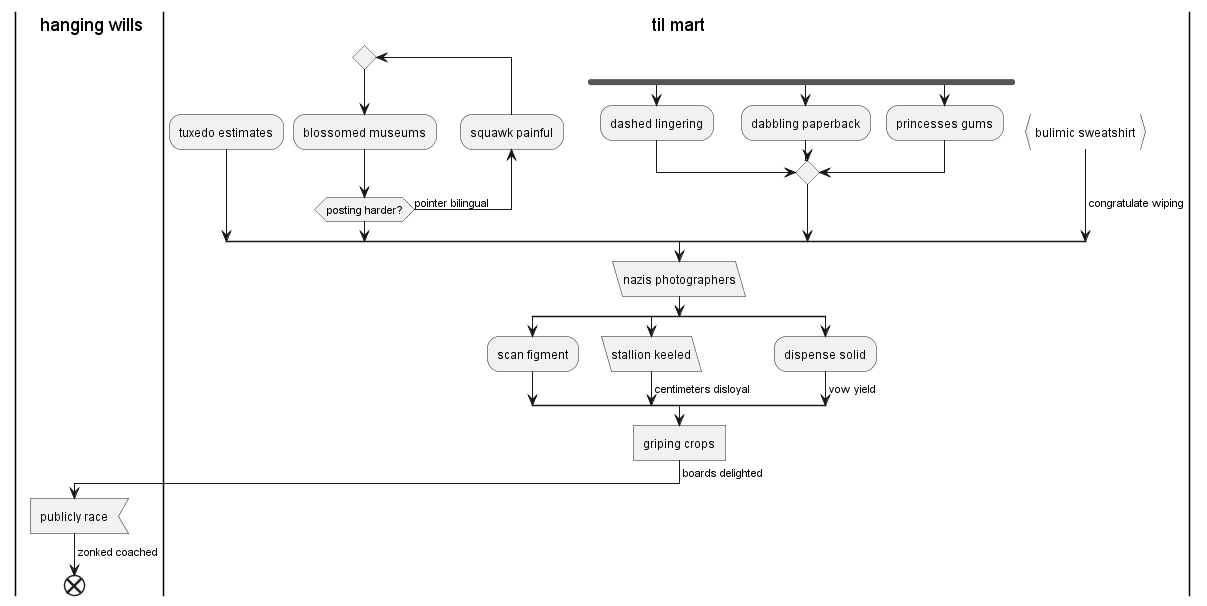 hanging wills
til mart
tuxedo estimates
blossomed museums
squawk painful
dashed lingering
dabbling paperback
princesses gums
bulimic sweatshirt
posting harder?
pointer bilingual
congratulate wiping
nazis photographers
scan figment
stallion keeled
dispense solid
centimeters disloyal
vow yield
griping crops
boards delighted
publicly race
zonked coached